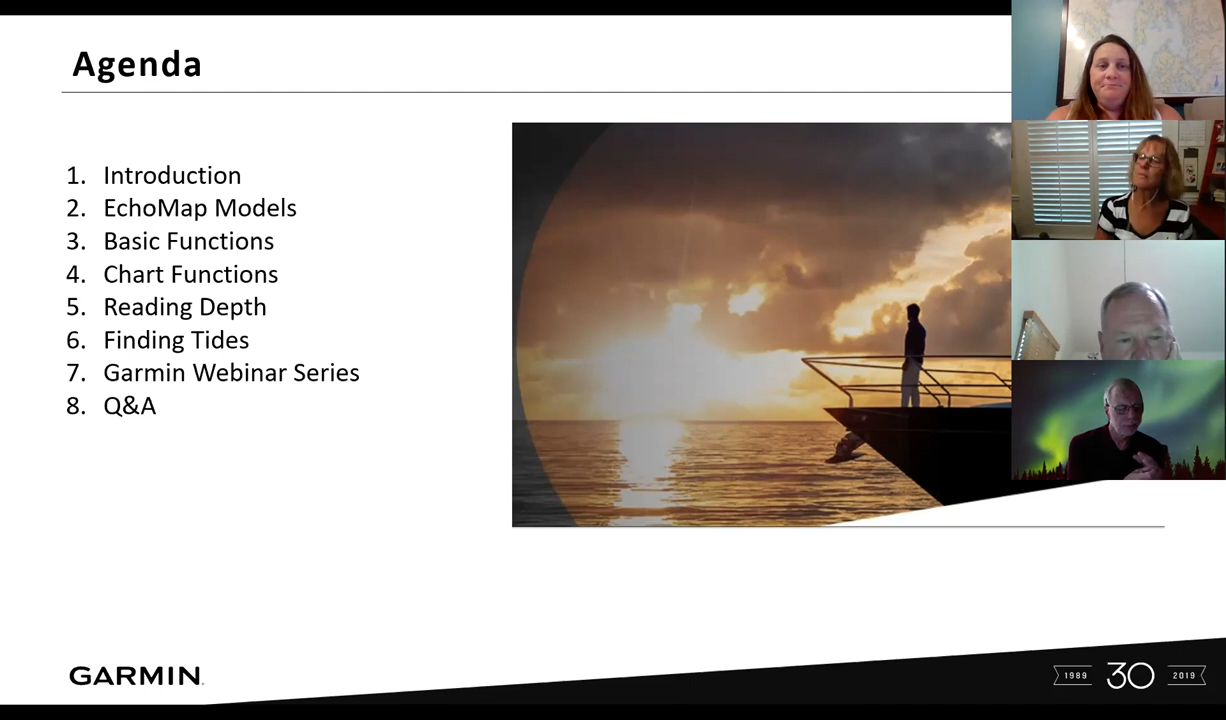 Agenda
1. Introduction
2. EchoMap Models
3. Basic Functions
4. Chart Functions
5. Reading Depth
6. Finding Tides
7. Garmin Webinar Series
8. Q&A
GARMIN.
1989 30 2019